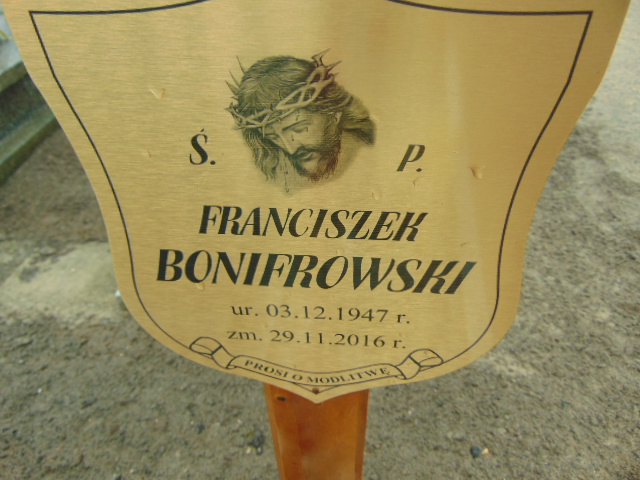 Ś. P.
FRANCISZEK
BONIFROWSKI
ur. 03.12.1947 r.
zm. 29.11.2016 r.
PROSI O MODLITWĘ